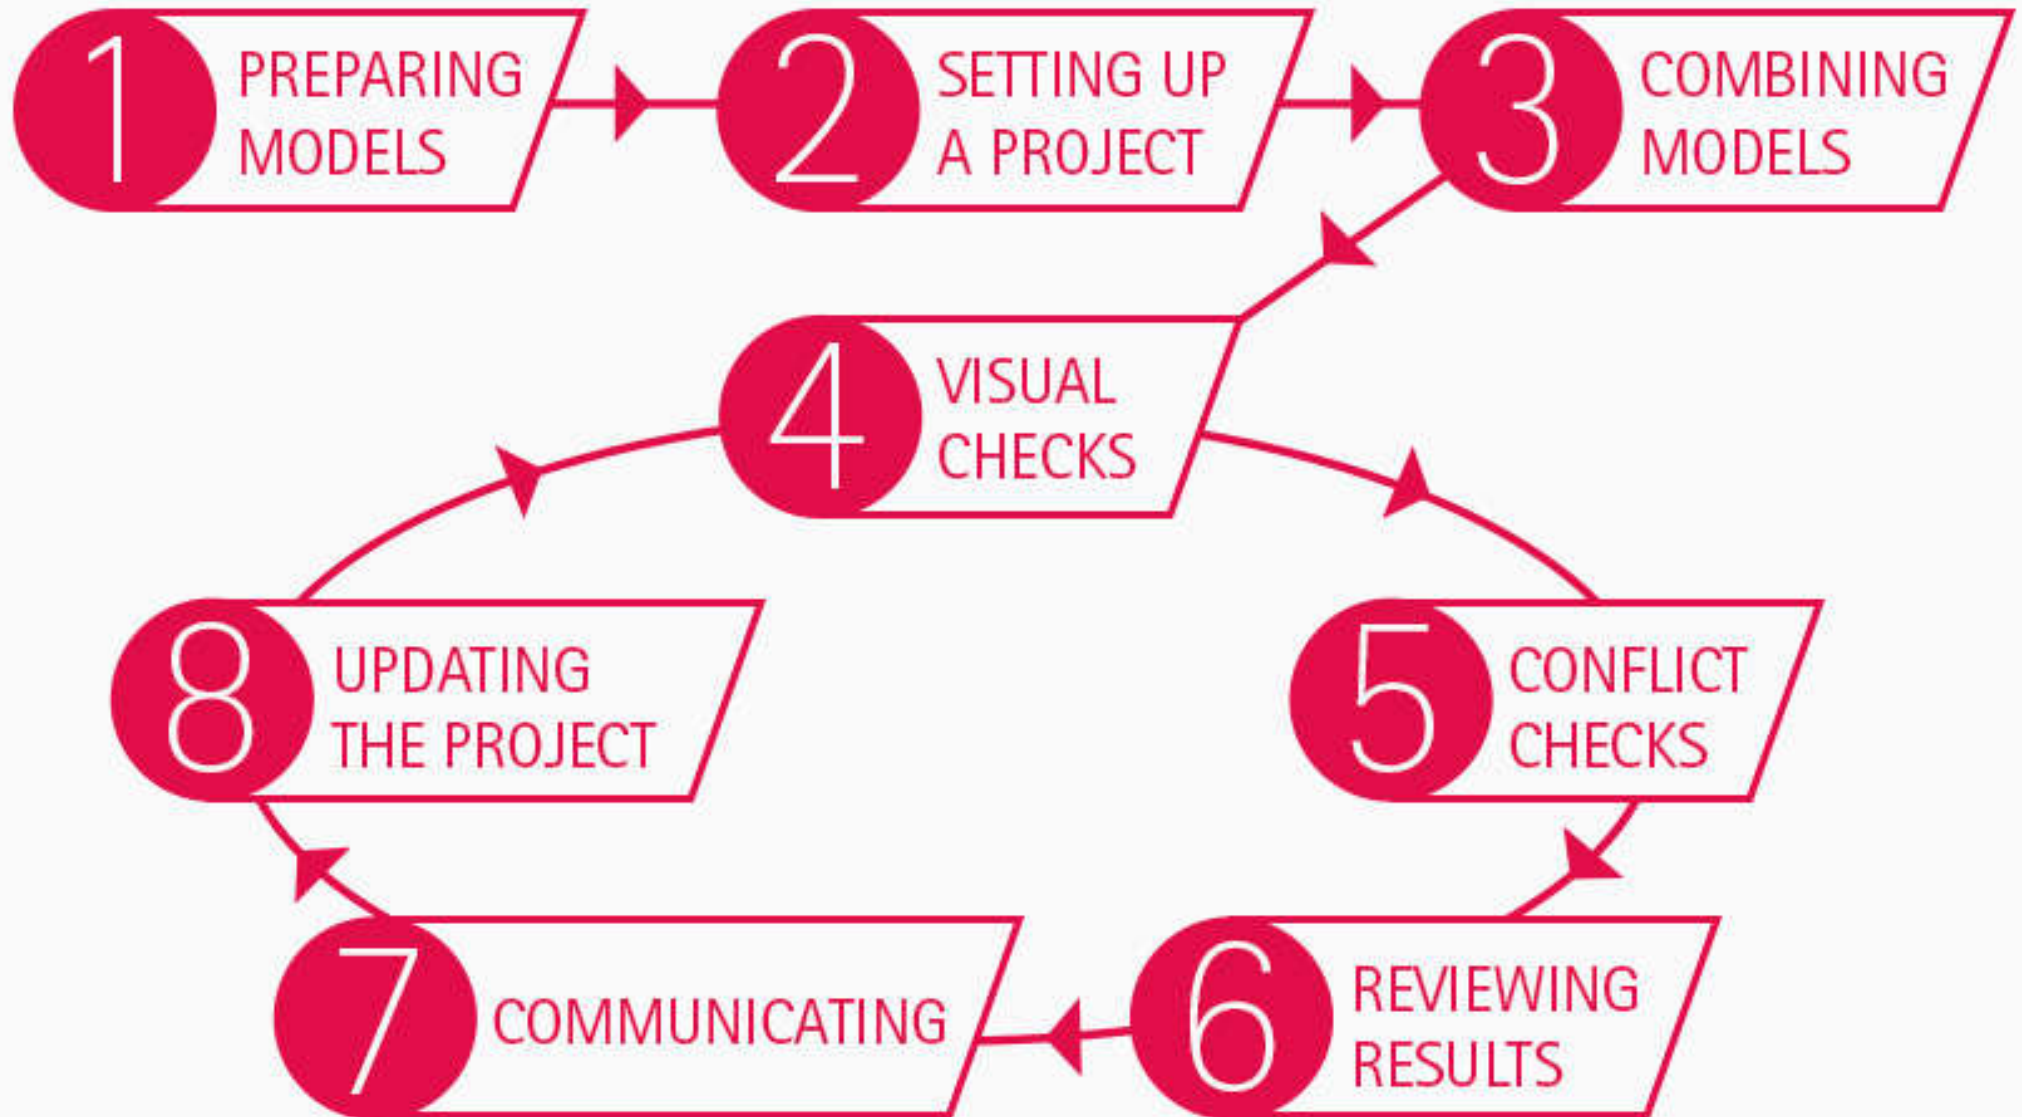 1
PREPARING
MODELS
2
SETTING UP
A PROJECT
3
COMBINING
MODELS
4
VISUAL
CHECKS
5
CONFLICT
CHECKS
6
REVIEWING
RESULTS
7
COMMUNICATING
8
UPDATING
THE PROJECT